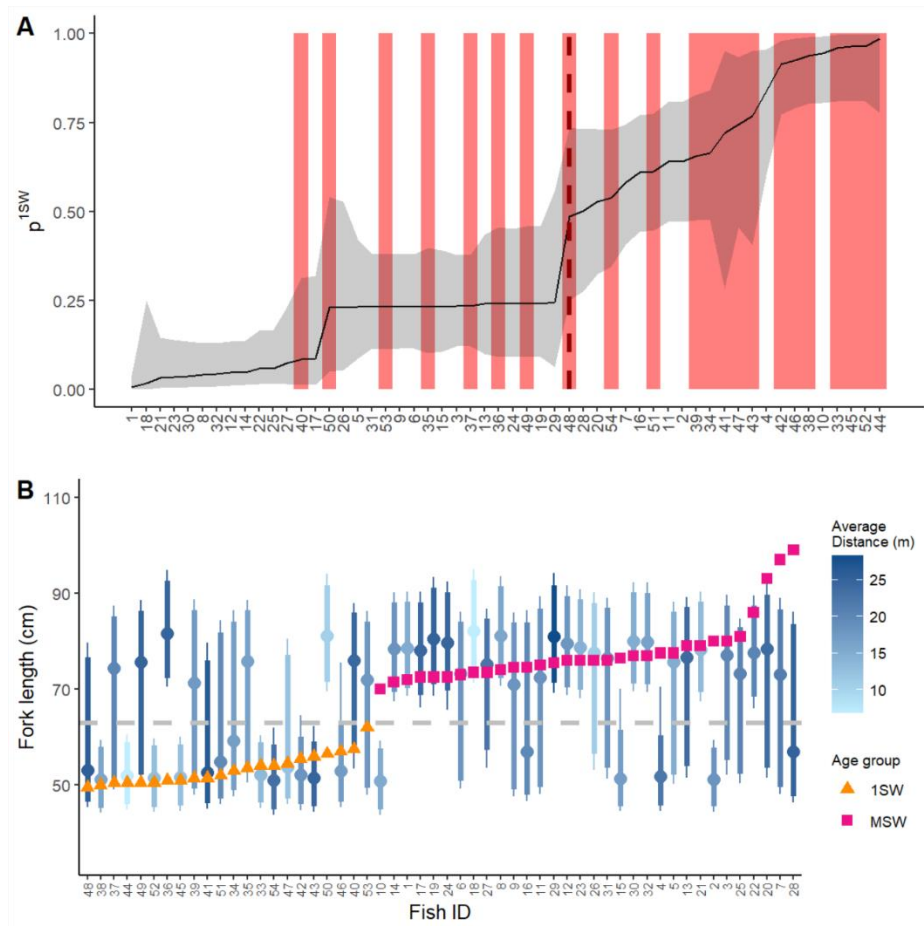 A
1.00
0.75
0.50
0.25
0.00
p1SW
1 18 21 23 30 8 32 12 14 22 25 27 40 17 50 26 5 31 53 9 6 35 15 3 37 13 36 24 49 19 29 48 28 20 54 7 16 51 11 2 39 34 41 47 43 4 42 46 38 10 33 45 52 44
B
110
90
70
50
Fork length (cm)
48 38 37 44 49 52 36 45 39 41 51 34 35 33 54 47 42 43 50 46 40 53 10 14 1 17 19 24 6 18 27 8 9 16 11 29 12 23 26 31 15 30 32 4 5 13 21 2 3 25 22 20 7 28
Fish ID
Average
Distance (m)
25
20
15
10
Age group
1SW
MSW